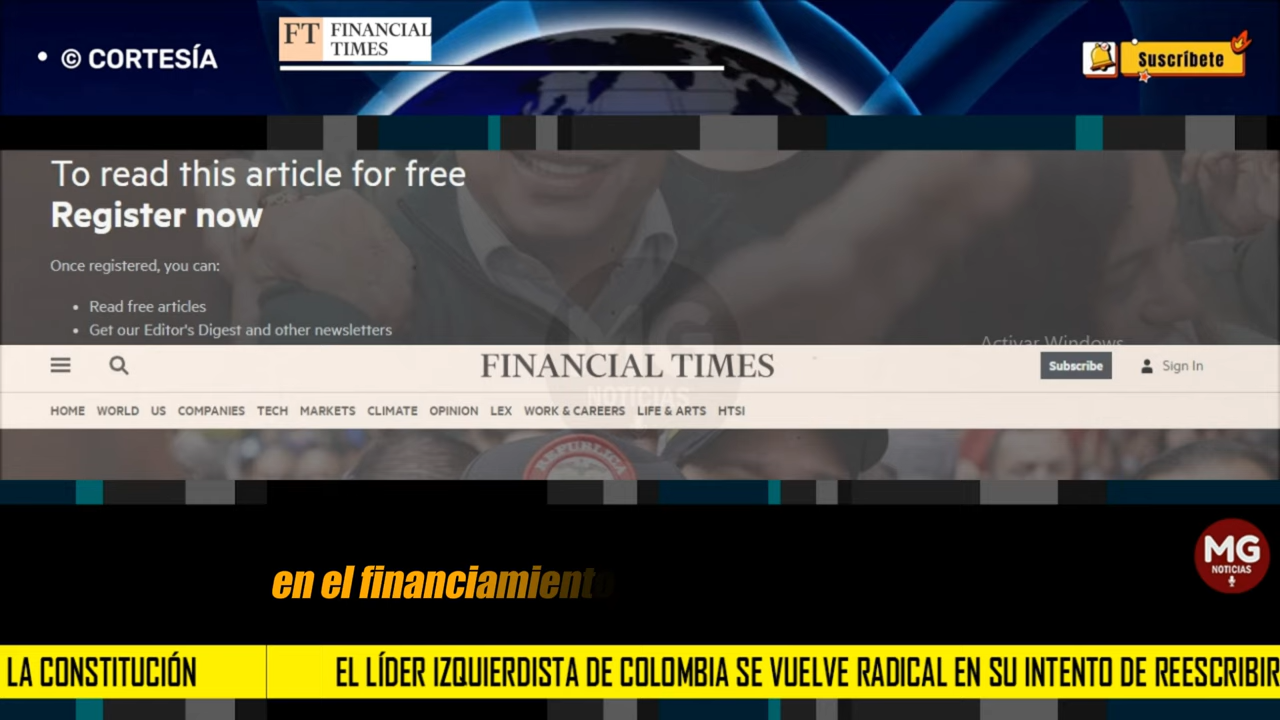 • © CORTESÍA
FT FINANCIAL
TIMES
Suscríbete
To read this article for free
Register now
Once registered, you can:
• Read free articles
• Get our Editor's Digest and other newsletters
Activar Windows
FINANCIAL TIMES
Subscribe
Sign In
MG
NOTICIAS
HOME WORLD US COMPANIES TECH MARKETS CLIMATE OPINION LEX WORK & CAREERS LIFE & ARTS HTSI
REPUBLICA
MG
NOTICIAS
en el financiamiento
LA CONSTITUCIÓN
EL LÍDER IZQUIERDISTA DE COLOMBIA SE VUELVE RADICAL EN SU INTENTO DE REESCRIBIR